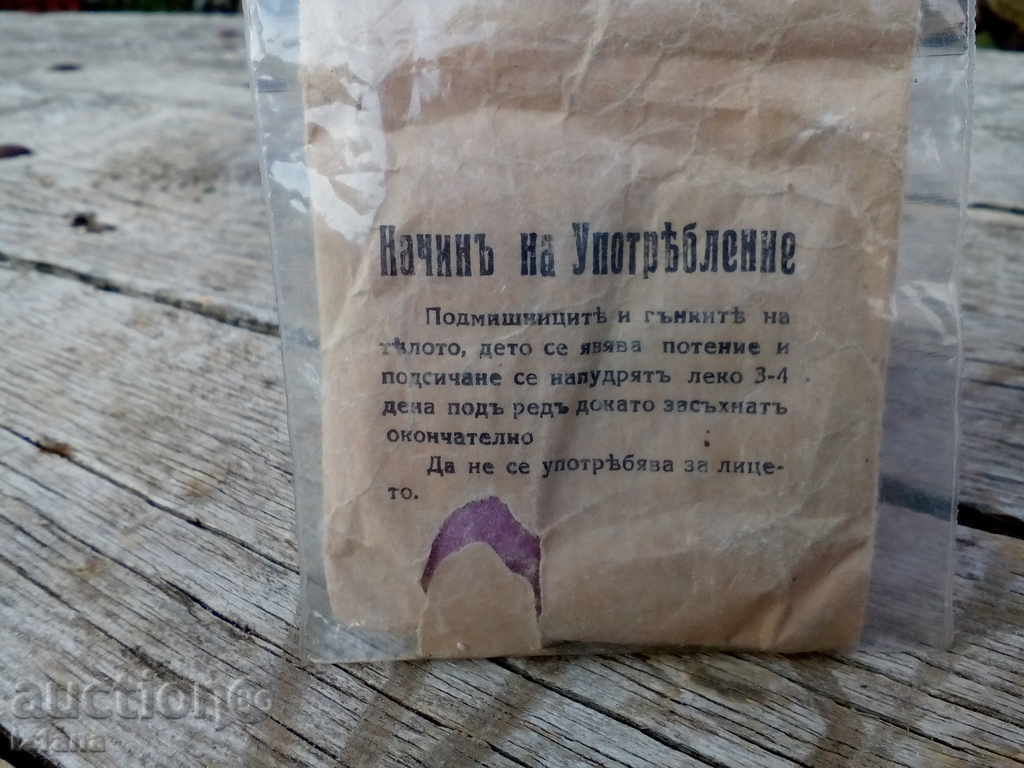 Начинъ на Употрѣбление
Подмишницитѣ и гънкитѣ на
тѣлото, дето се явява потение и
подсичане се напудрятъ леко 3-4
дена подъ редъ докато засъхнатъ
окончателно
Да не се употрѣбява за лице-
то.
auction